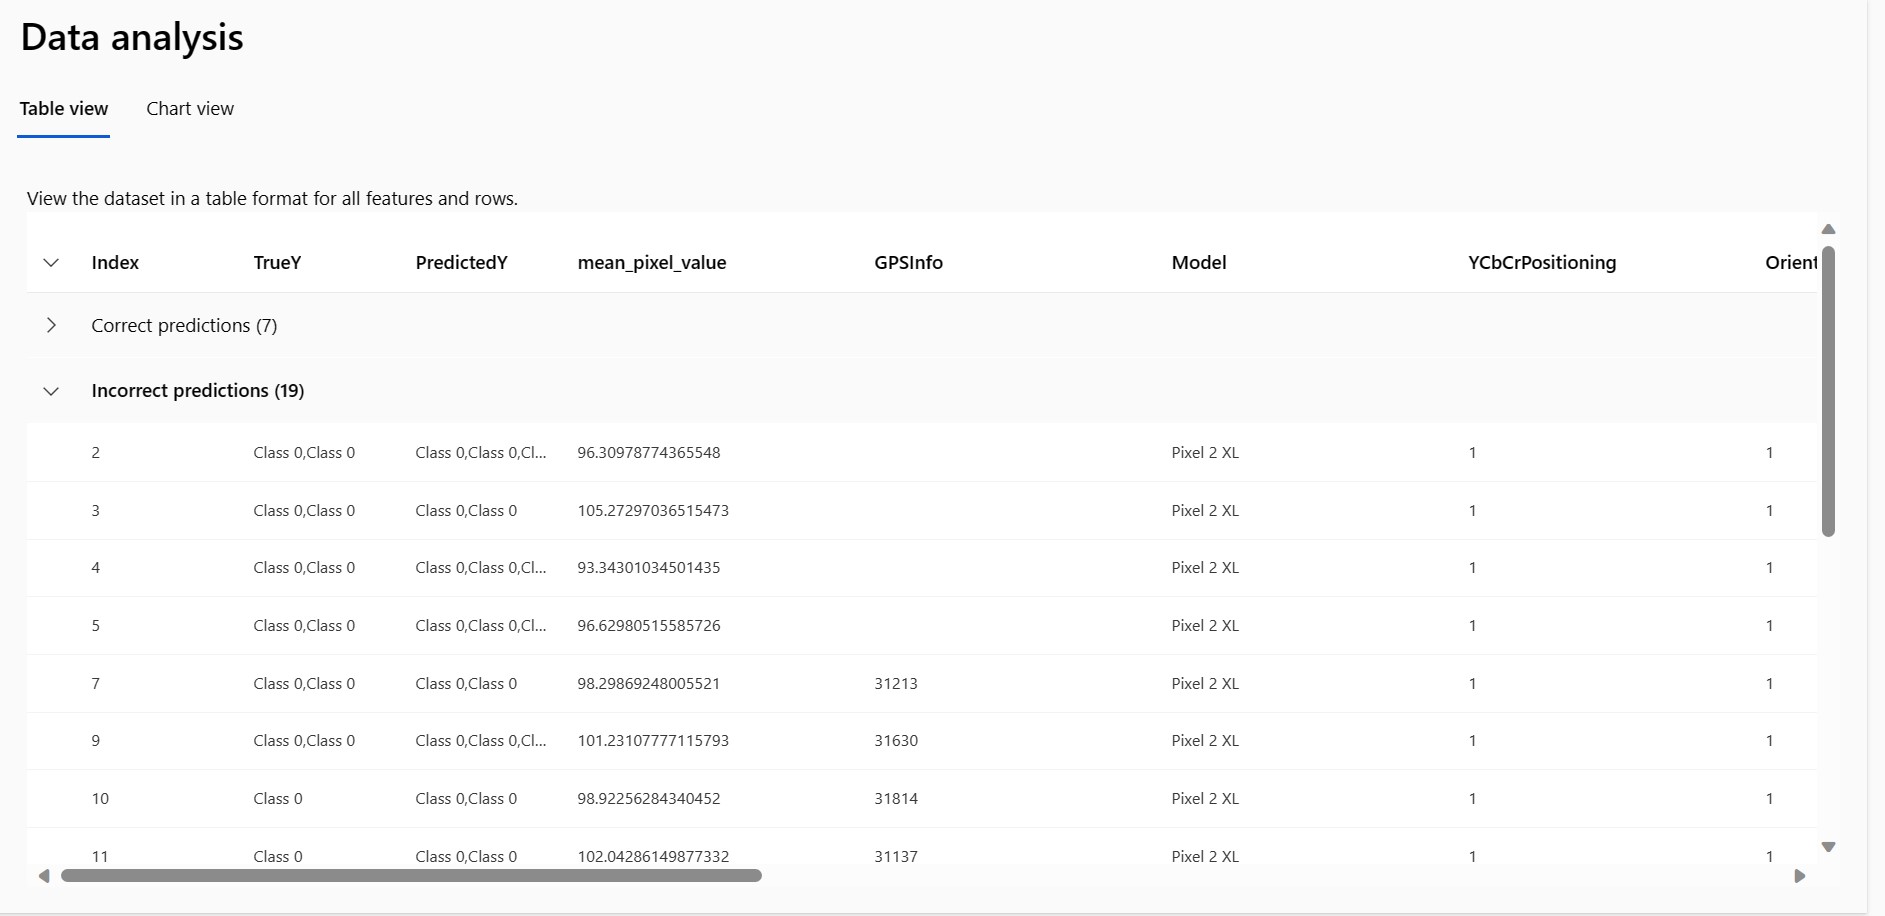 Data analysis
Table view Chart view
View the dataset in a table format for all features and rows.
Index TrueY PredictedY mean_pixel_value GPSInfo Model YCbCrPositioning Orient
Correct predictions (7)
Incorrect predictions (19)
2 Class 0,Class 0 Class 0,Class 0,Cl... 96.30978774365548 Pixel 2 XL 1 1
3 Class 0,Class 0 Class 0,Class 0 105.27297036515473 Pixel 2 XL 1 1
4 Class 0,Class 0 Class 0,Class 0,Cl... 93.34301034501435 Pixel 2 XL 1 1
5 Class 0,Class 0 Class 0,Class 0,Cl... 96.62980515585726 Pixel 2 XL 1 1
7 Class 0,Class 0 Class 0,Class 0 98.29869248005521 31213 Pixel 2 XL 1 1
9 Class 0,Class 0 Class 0,Class 0,Cl... 101.23107777115793 31630 Pixel 2 XL 1 1
10 Class 0 Class 0,Class 0 98.92256284340452 31814 Pixel 2 XL 1 1
11 Class 0 Class 0,Class 0 102.04286149877332 31137 Pixel 2 XL 1 1